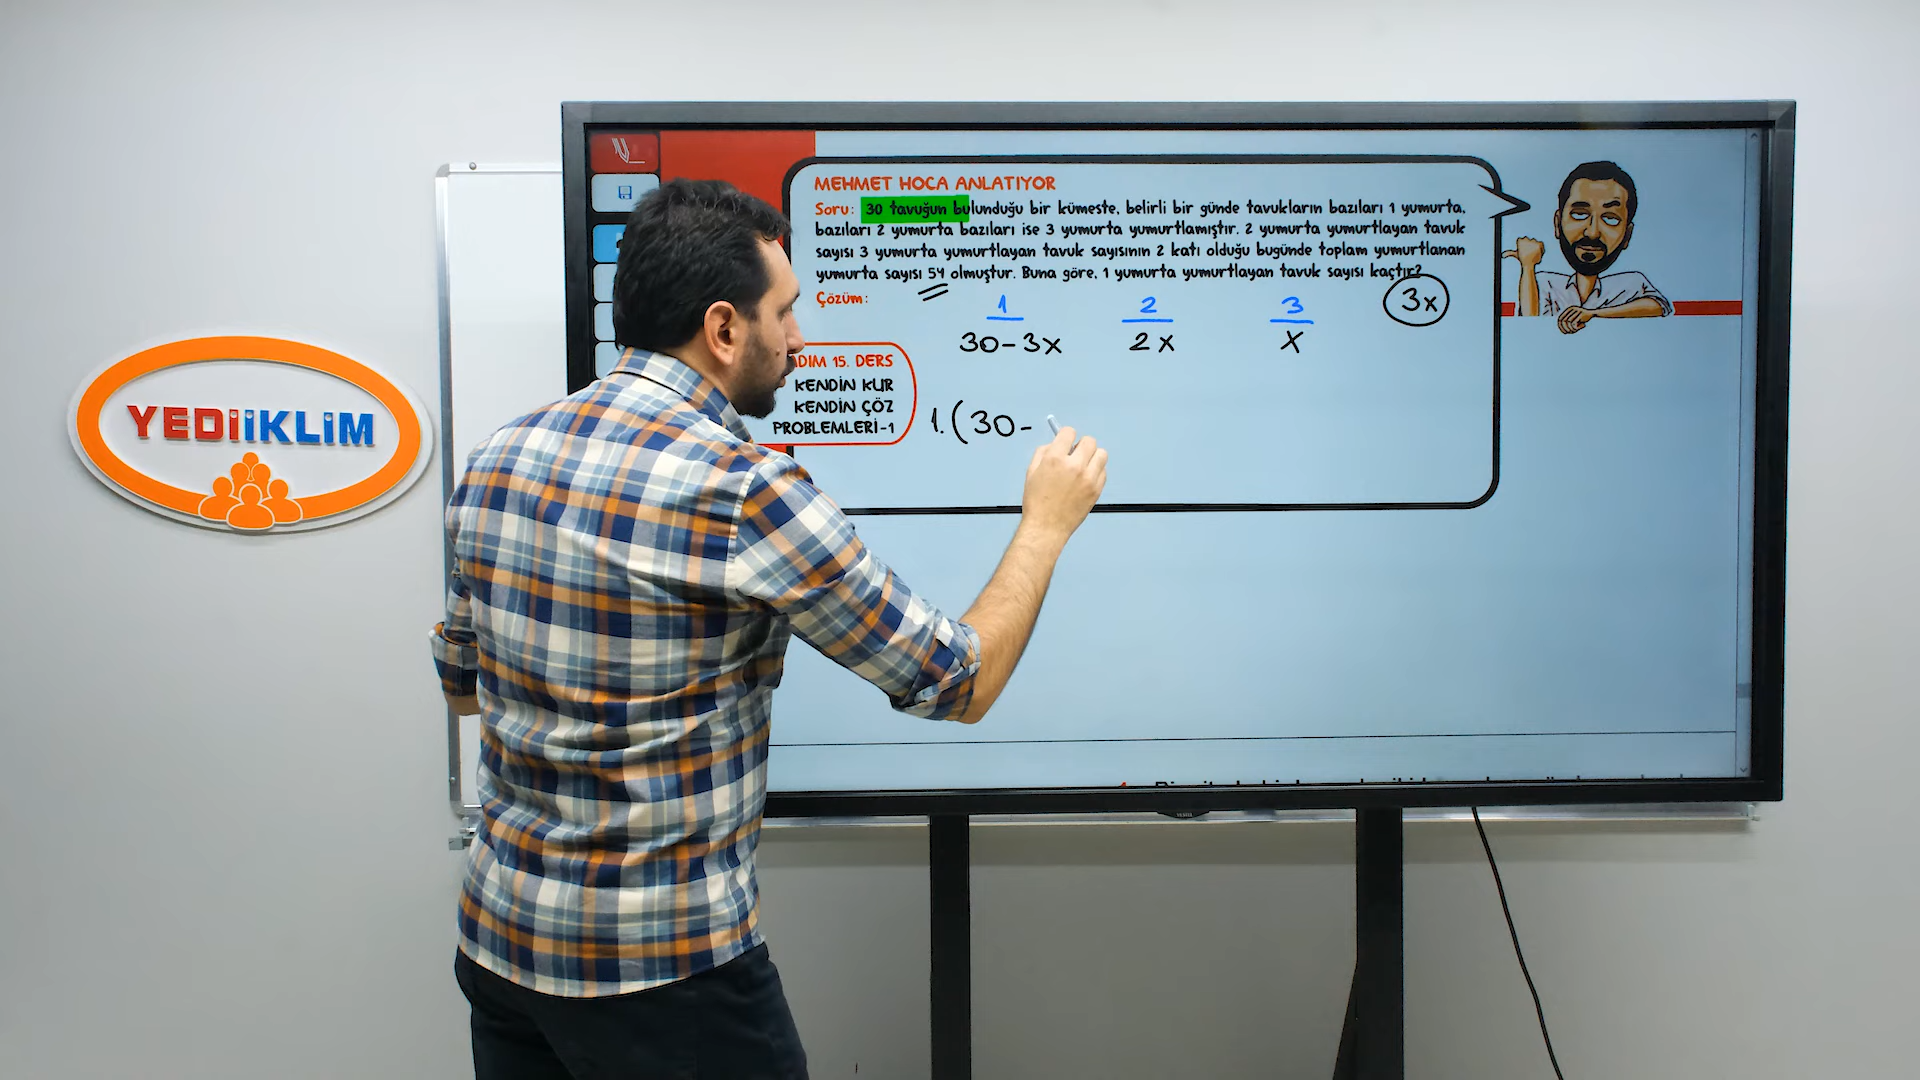 YEDİİKLİM
MEHMET HOCA ANLATIYOR
Soru: 30 tavuğun bulunduğu bir kümeste, belirli bir günde tavukların bazıları 1 yumurta,
bazıları 2 yumurta bazıları ise 3 yumurta yumurtlamıştır. 2 yumurta yumurtlayan tavuk
sayısı 3 yumurta yumurtlayan tavuk sayısının 2 katı olduğu bugünde toplam yumurtlanan
yumurta sayısı 54 olmuştur. Buna göre, 1 yumurta yumurtlayan tavuk sayısı kaçtır?
Çözüm:
1 2 3 3x
30-3x 2x x
DIM 15. DERS
KENDİN KUR
KENDİN ÇÖZ
PROBLEMLERİ-1
1.(30-